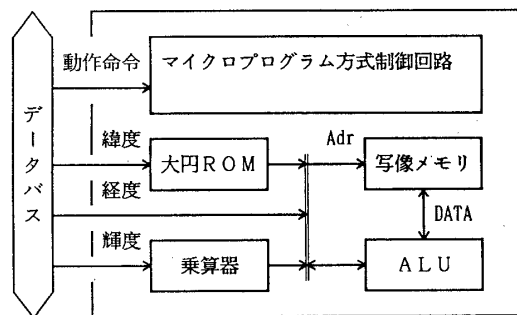 動作命令
マイクロプログラム方式制御回路
データバス
緯度
大円ROM
Adr
写像メモリ
経度
DATA
輝度
乗算器
ALU